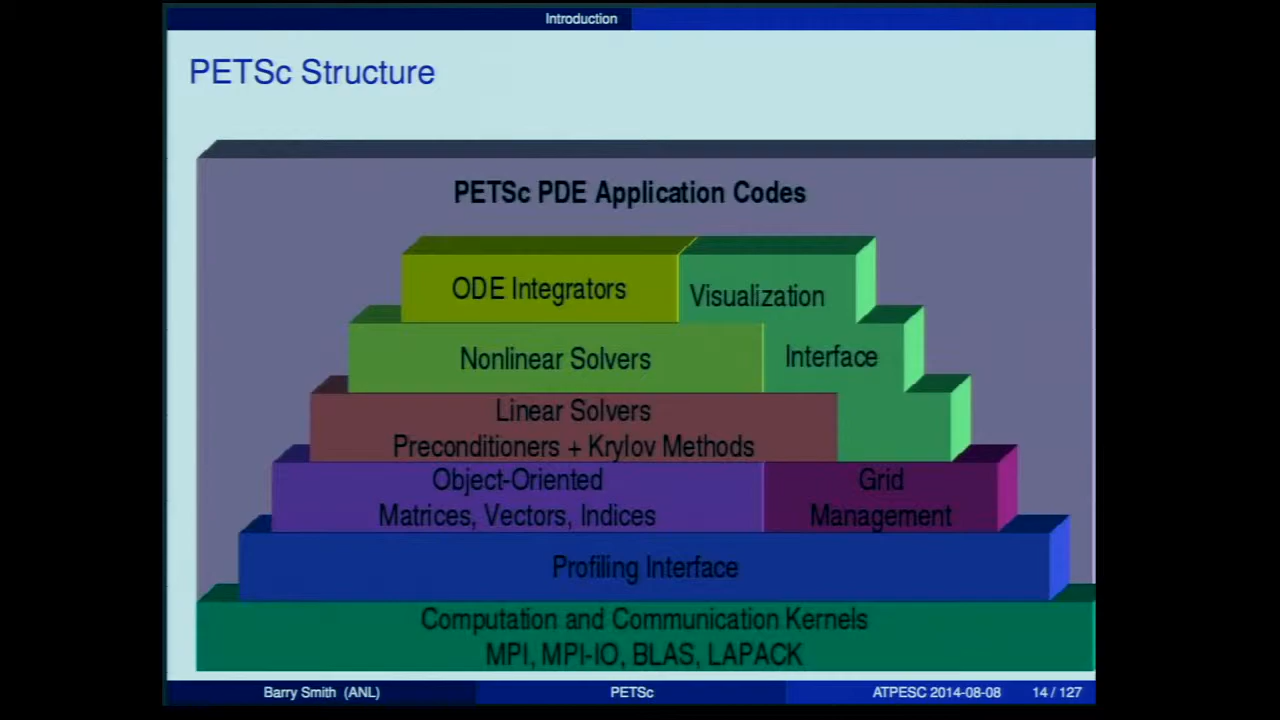 Introduction
PETSc Structure
PETSc PDE Application Codes
ODE Integrators
Visualization
Nonlinear Solvers
Interface
Linear Solvers
Preconditioners + Krylov Methods
Object-Oriented
Matrices, Vectors, Indices
Grid
Management
Profiling Interface
Computation and Communication Kernels
MPI, MPI-IO, BLAS, LAPACK
Barry Smith (ANL) PETSc ATPESC 2014-08-08 14 / 127